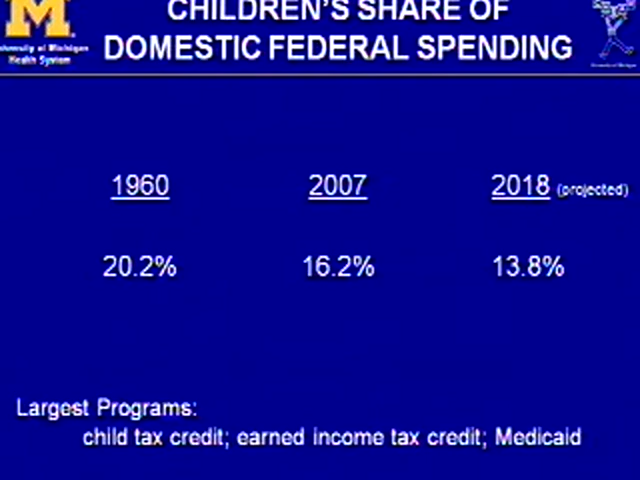 CHILDREN'S SHARE OF
DOMESTIC FEDERAL SPENDING
M
University of Michigan
Health System
1960 2007 2018 (projected)
20.2% 16.2% 13.8%
Largest Programs:
child tax credit; earned income tax credit; Medicaid